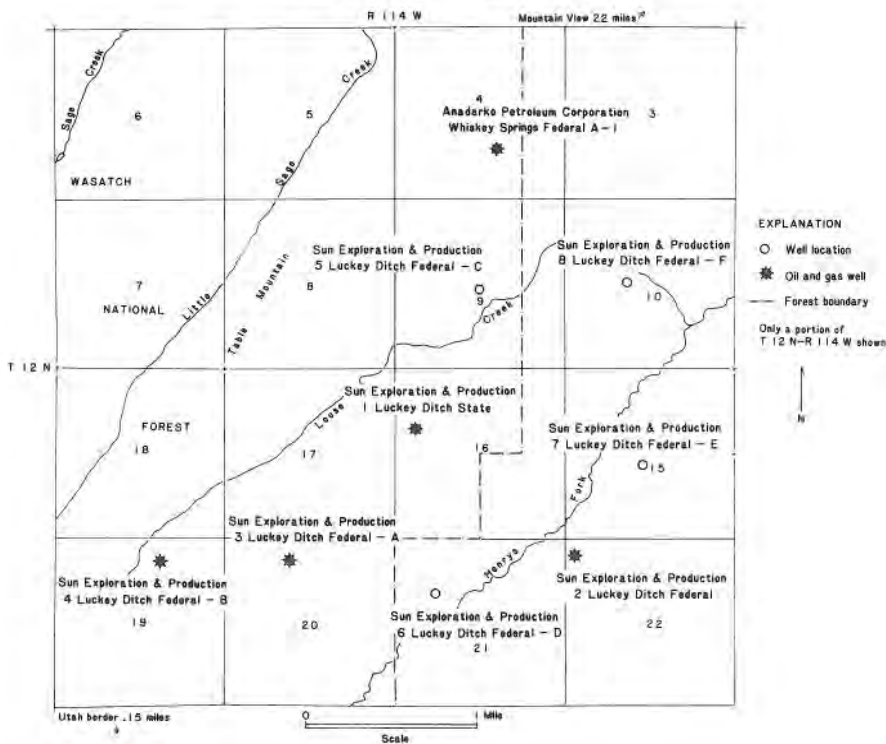 R 114 W
Mountain View 22 miles
Sage Creek
6
5
Creek
4
Anadarko Petroleum Corporation
Whiskey Springs Federal A-1
3
WASATCH
Sage
EXPLANATION
Well location
Oil and gas well
Forest boundary
Only a portion of
T 12 N-R 114 W shown
N
Sun Exploration & Production
5 Luckey Ditch Federal - C
Sun Exploration & Production
8 Luckey Ditch Federal - F
7
NATIONAL
8
9
10
Little
Table Mountain
Creek
T 12 N
Sun Exploration & Production
1 Luckey Ditch State
Louse
FOREST
18
17
16
Sun Exploration & Production
7 Luckey Ditch Federal - E
15
Fork
Sun Exploration & Production
3 Luckey Ditch Federal - A
Henrys
Sun Exploration & Production
4 Luckey Ditch Federal - B
Sun Exploration & Production
2 Luckey Ditch Federal
19
20
Sun Exploration & Production
6 Luckey Ditch Federal - D
21
22
Utah border .15 miles
0
1 Mile
Scale